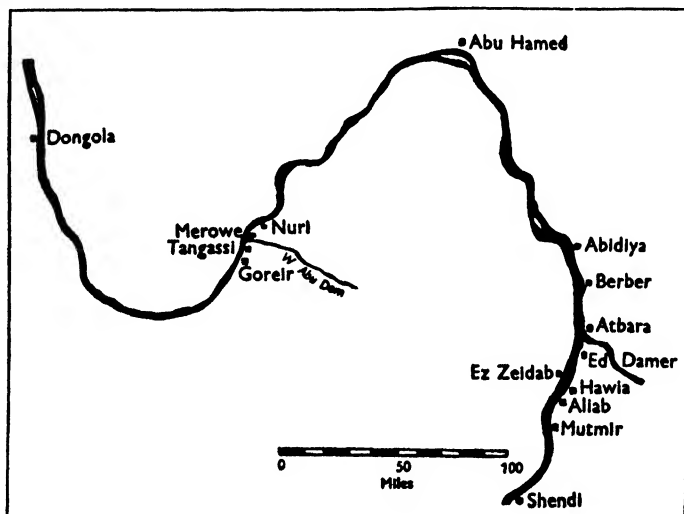 Abu Hamed
Dongola
Merowe
Nuri
Tangassi
Goreir
W Abu Dom
Abidiya
Berber
Atbara
Ed Damer
Ez Zeidab
Hawia
Aliab
Mutmir
0 50 100
Miles
Shendi